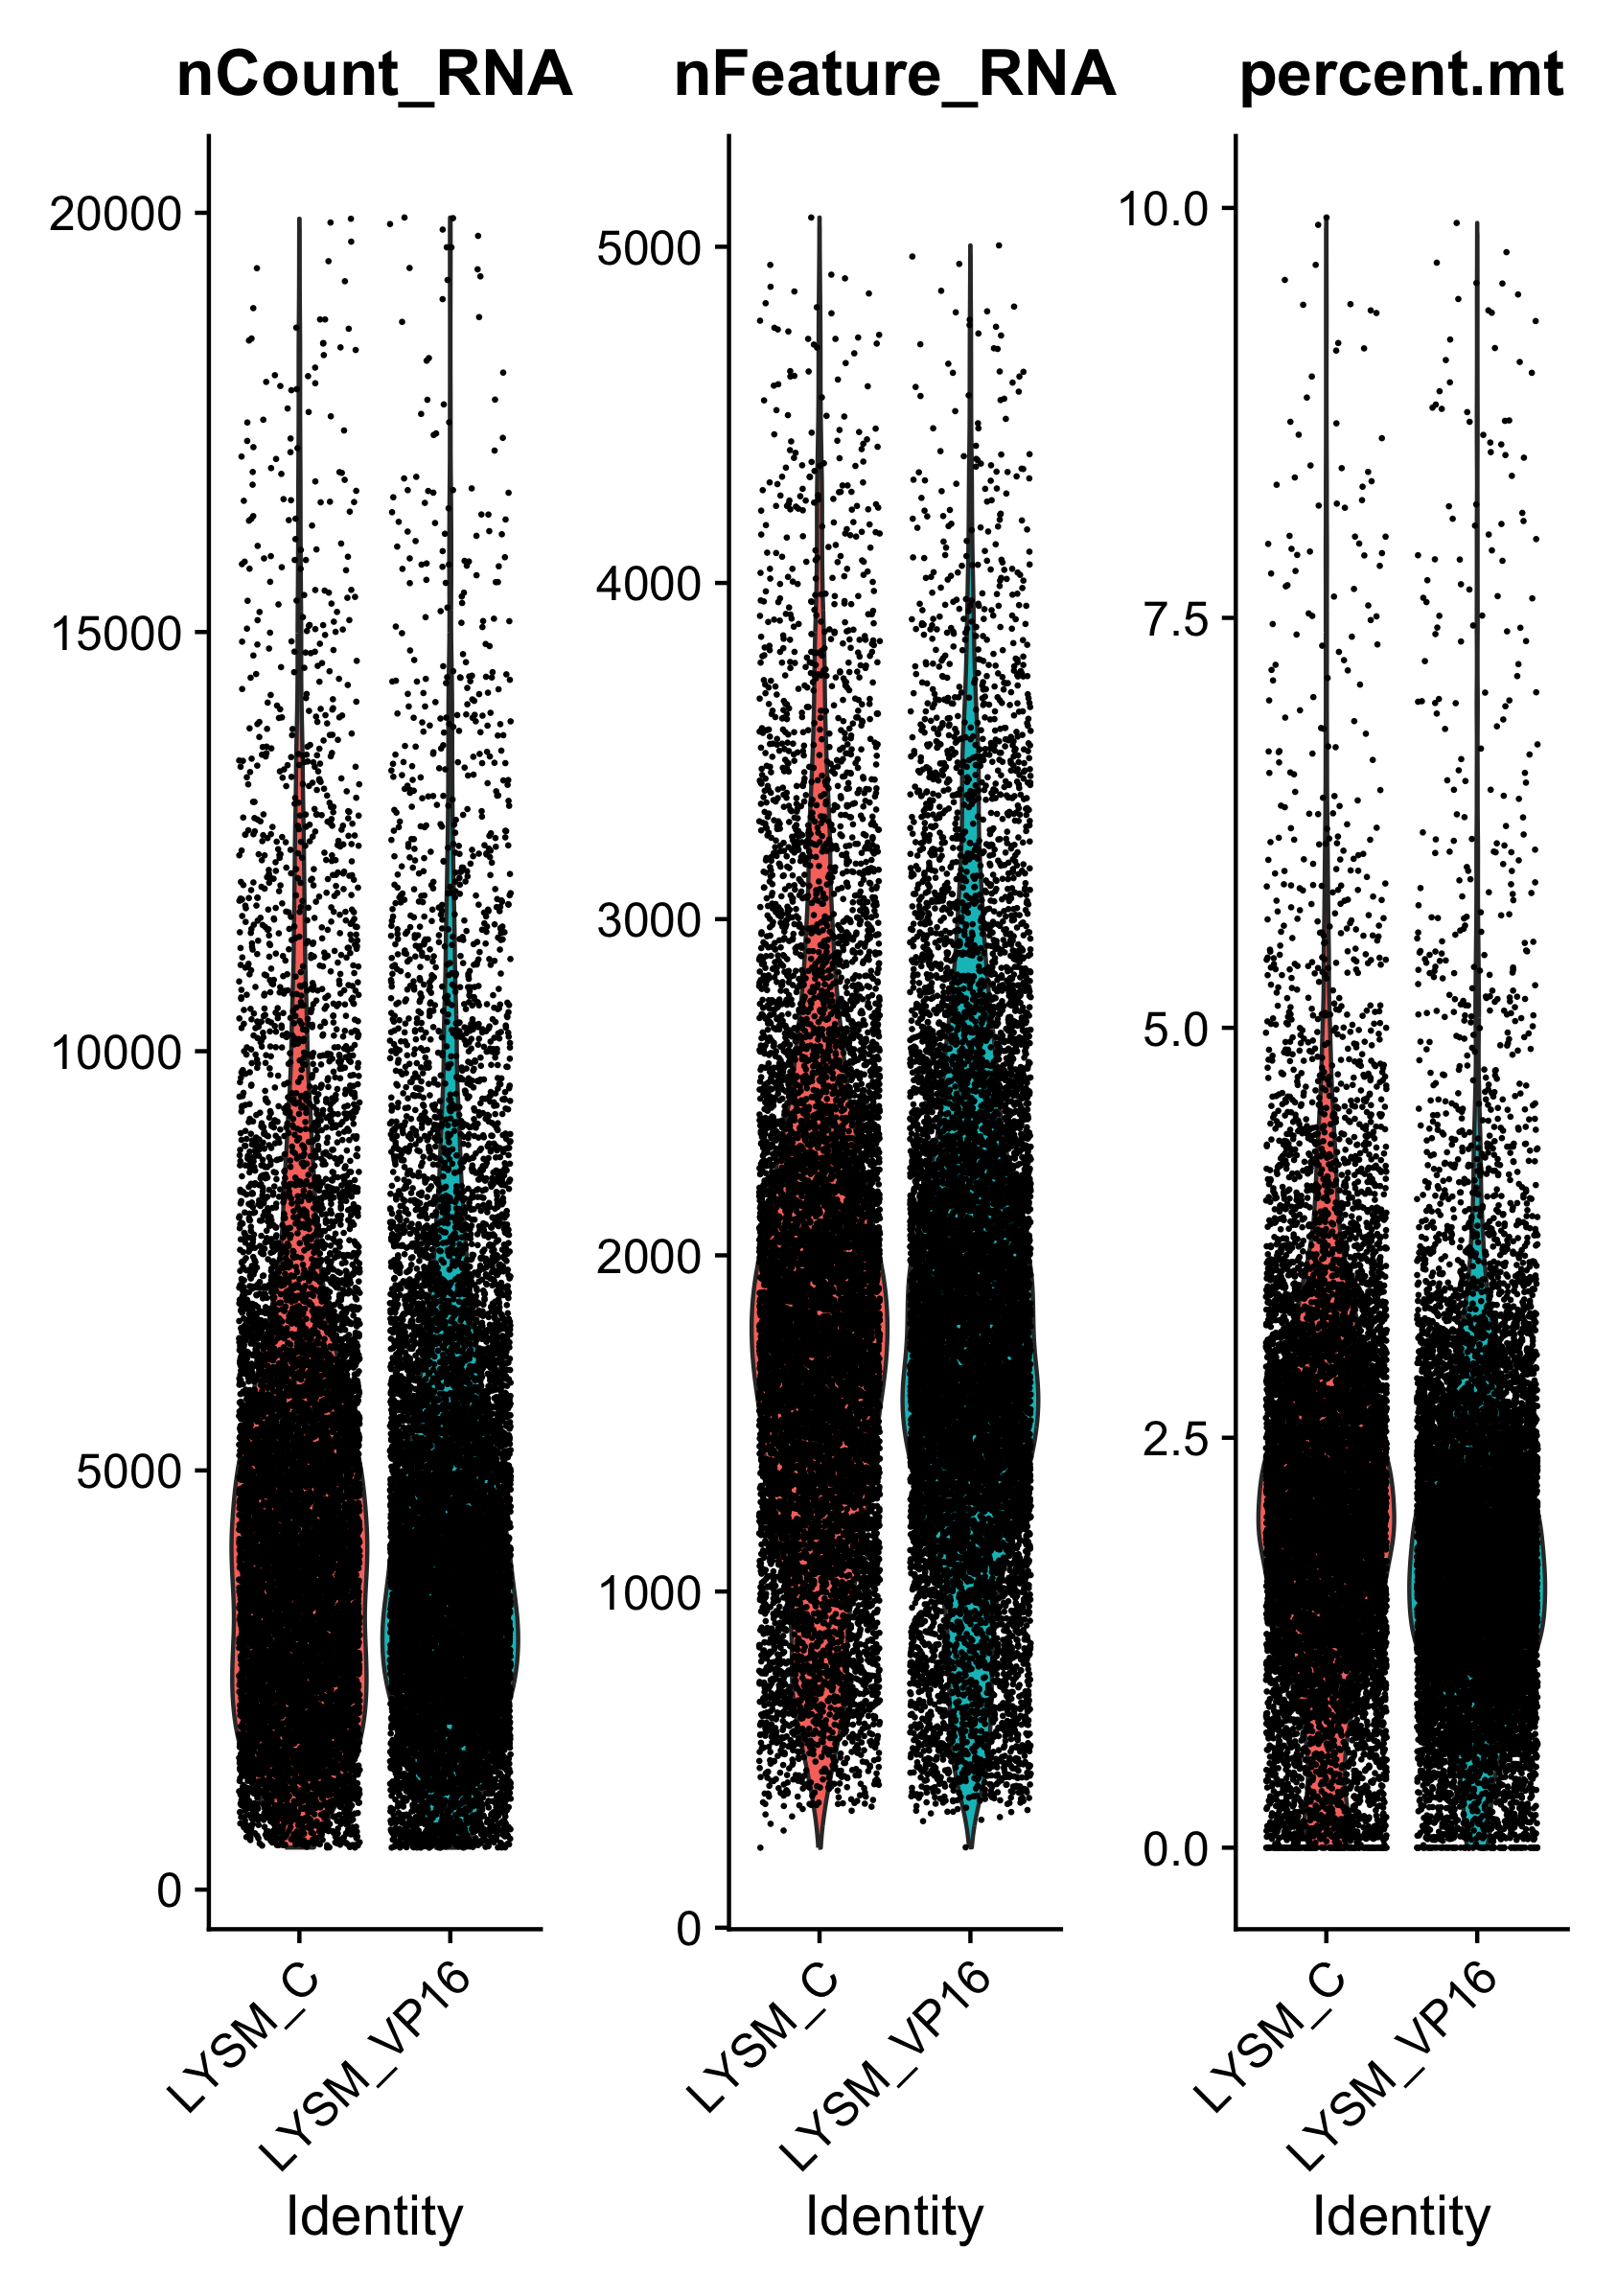 nCount_RNA
20000
15000
10000
5000
0
LYSM_C
LYSM_VP16
Identity
nFeature_RNA
5000
4000
3000
2000
1000
0
LYSM_C
LYSM_VP16
Identity
percent.mt
10.0
7.5
5.0
2.5
0.0
LYSM_C
LYSM_VP16
Identity